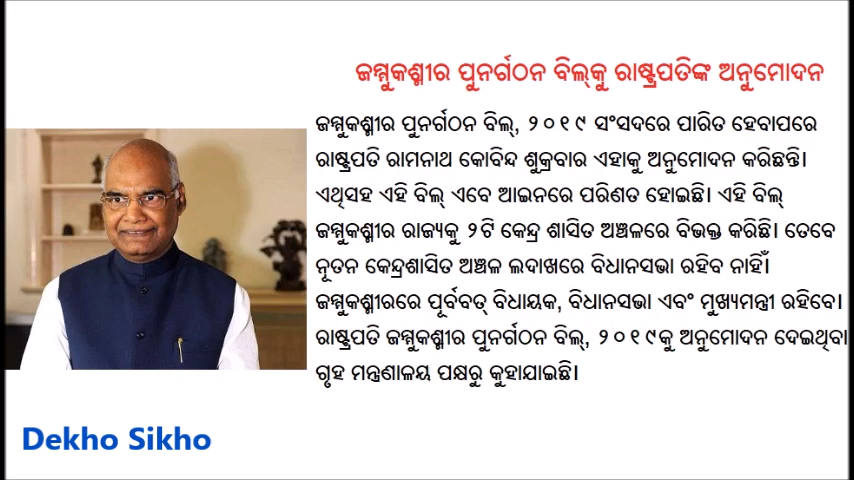 ଜମ୍ମୁକଶ୍ମୀର ପୁନର୍ଗଠନ ବିଲ୍‌କୁ ରାଷ୍ଟ୍ରପତିଙ୍କ ଅନୁମୋଦନ
ଜମ୍ମୁକଶ୍ମୀର ପୁନର୍ଗଠନ ବିଲ୍, ୨୦୧୯ ସଂସଦରେ ପାରିତ ହେବାପରେ
ରାଷ୍ଟ୍ରପତି ରାମନାଥ କୋବିନ୍ଦ ଶୁକ୍ରବାର ଏହାକୁ ଅନୁମୋଦନ କରିଛନ୍ତି।
ଏଥିସହ ଏହି ବିଲ୍ ଏବେ ଆଇନରେ ପରିଣତ ହୋଇଛି। ଏହି ବିଲ୍
ଜମ୍ମୁକଶ୍ମୀର ରାଜ୍ୟକୁ ୨ଟି କେନ୍ଦ୍ର ଶାସିତ ଅଞ୍ଚଳରେ ବିଭକ୍ତ କରିଛି। ତେବେ
ନୂତନ କେନ୍ଦ୍ରଶାସିତ ଅଞ୍ଚଳ ଲଦାଖରେ ବିଧାନସଭା ରହିବ ନାହିଁ।
ଜମ୍ମୁକଶ୍ମୀରରେ ପୂର୍ବବତ୍ ବିଧାୟକ, ବିଧାନସଭା ଏବଂ ମୁଖ୍ୟମନ୍ତ୍ରୀ ରହିବେ।
ରାଷ୍ଟ୍ରପତି ଜମ୍ମୁକଶ୍ମୀର ପୁନର୍ଗଠନ ବିଲ୍, ୨୦୧୯କୁ ଅନୁମୋଦନ ଦେଇଥିବା
ଗୃହ ମନ୍ତ୍ରଣାଳୟ ପକ୍ଷରୁ କୁହାଯାଇଛି।
Dekho Sikho